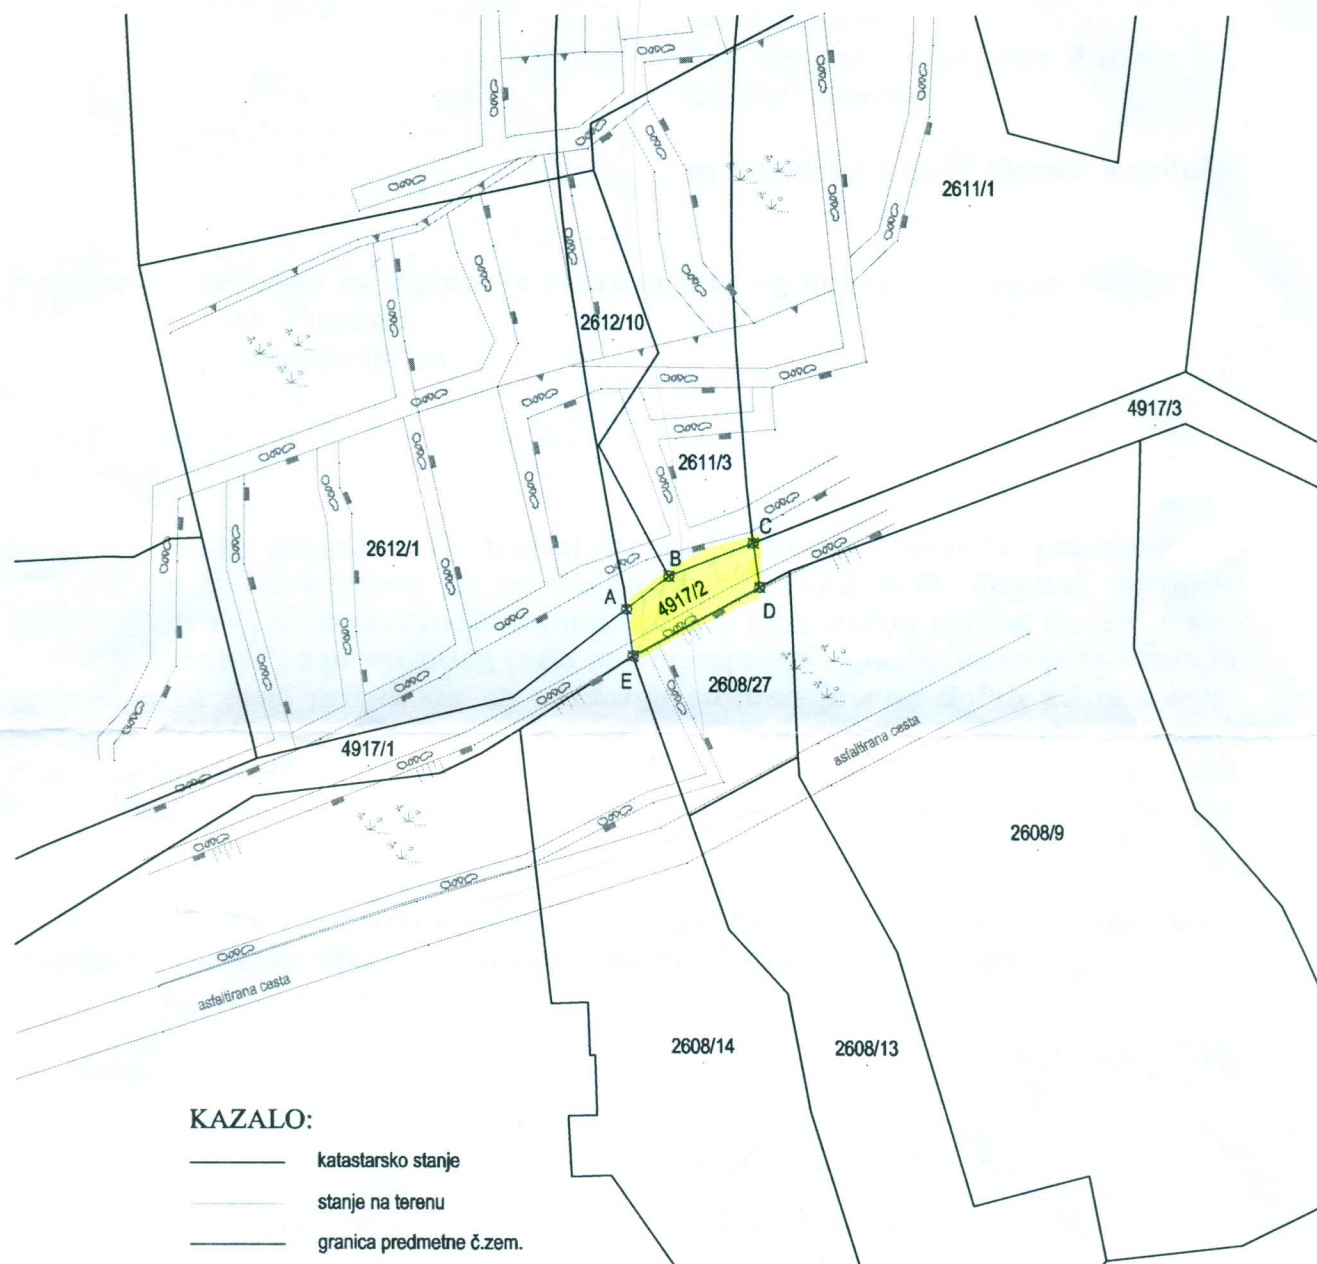 2611/1
2612/10
4917/3
2611/3
C
2612/1
B
4917/2
A
D
E
2608/27
4917/1
asfaltirana cesta
2608/9
asfaltirana cesta
2608/14
2608/13
KAZALO:
katastarsko stanje
stanje na terenu
granica predmetne č.zem.